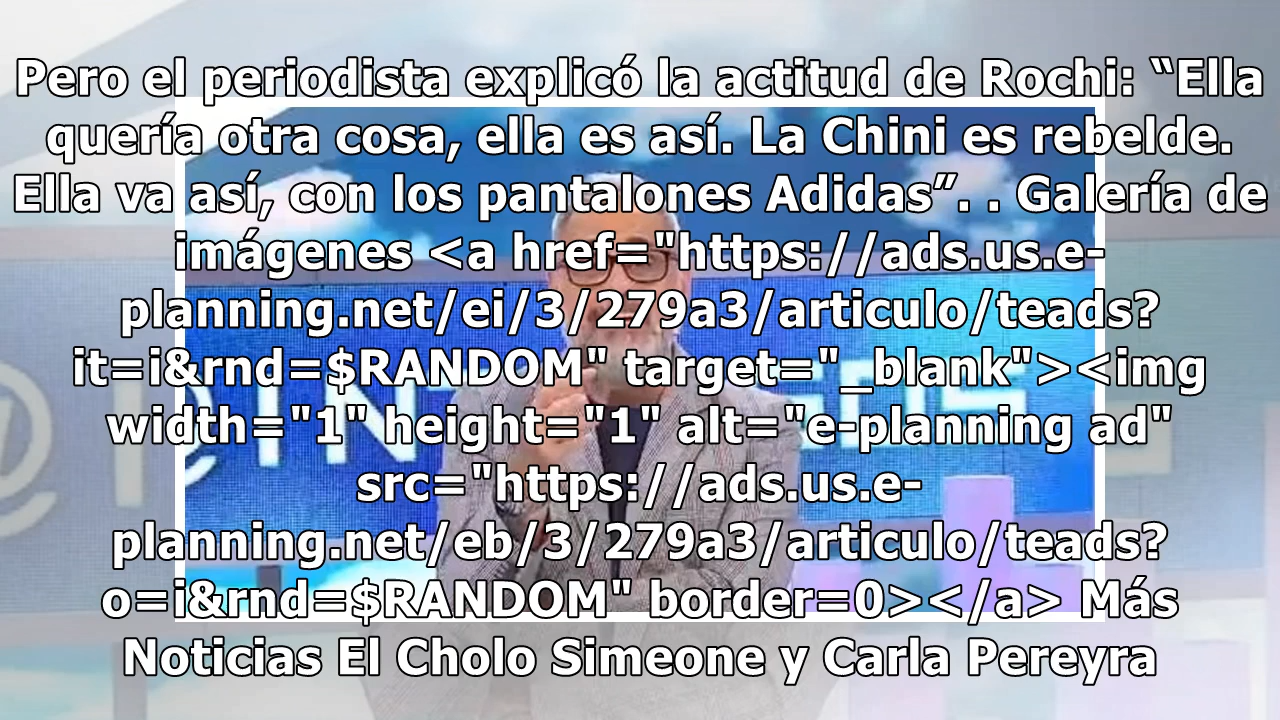 Pero el periodista explicó la actitud de Rochi: “Ella
quería otra cosa, ella es así. La Chini es rebelde.
Ella va así, con los pantalones Adidas”. . Galería de
imágenes <a href="https://ads.us.e-
planning.net/ei/3/279a3/articulo/teads?
it=i&rnd=$RANDOM" target="_blank"><img
width="1" height="1" alt="e-planning ad"
src="https://ads.us.e-
planning.net/eb/3/279a3/articulo/teads?
o=i&rnd=$RANDOM" border=0></a> Más
Noticias El Cholo Simeone y Carla Pereyra